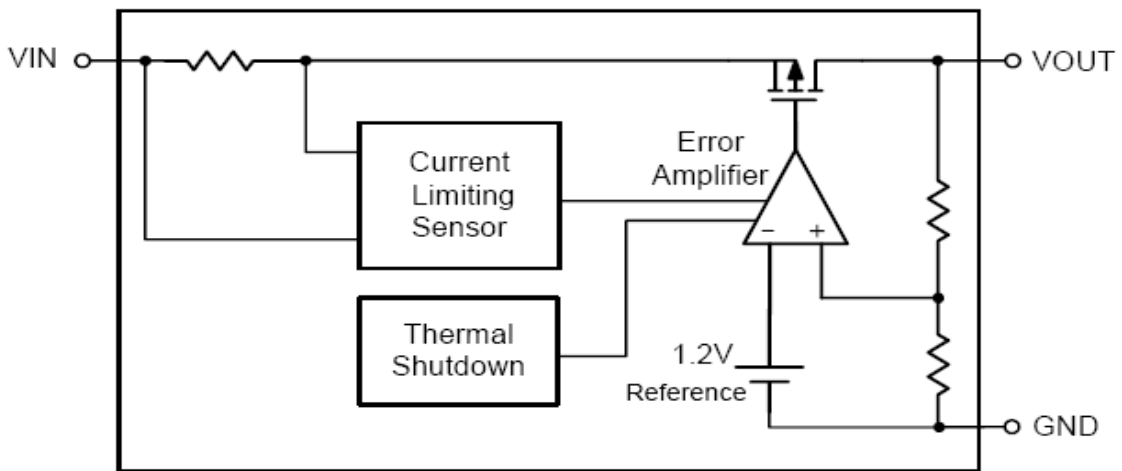 VIN
VOUT
Current
Limiting
Sensor
Error
Amplifier
− +
Thermal
Shutdown
1.2V
Reference
GND